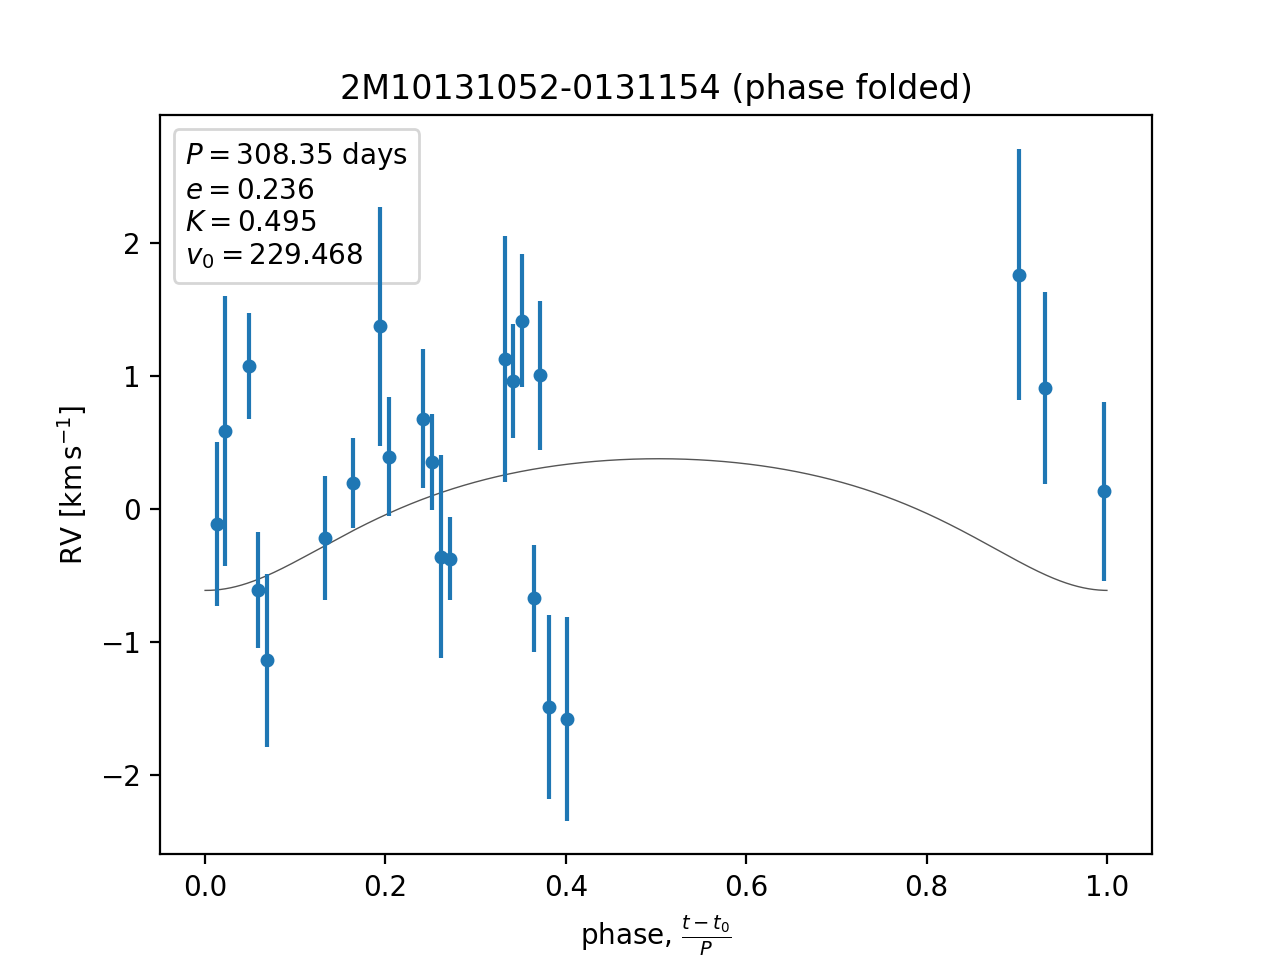 2M10131052-0131154 (phase folded)
P = 308.35 days
e = 0.236
K = 0.495
v₀ = 229.468
RV [km s⁻¹]
2
1
0
−1
−2
0.0 0.2 0.4 0.6 0.8 1.0
phase, (t − t₀)/P